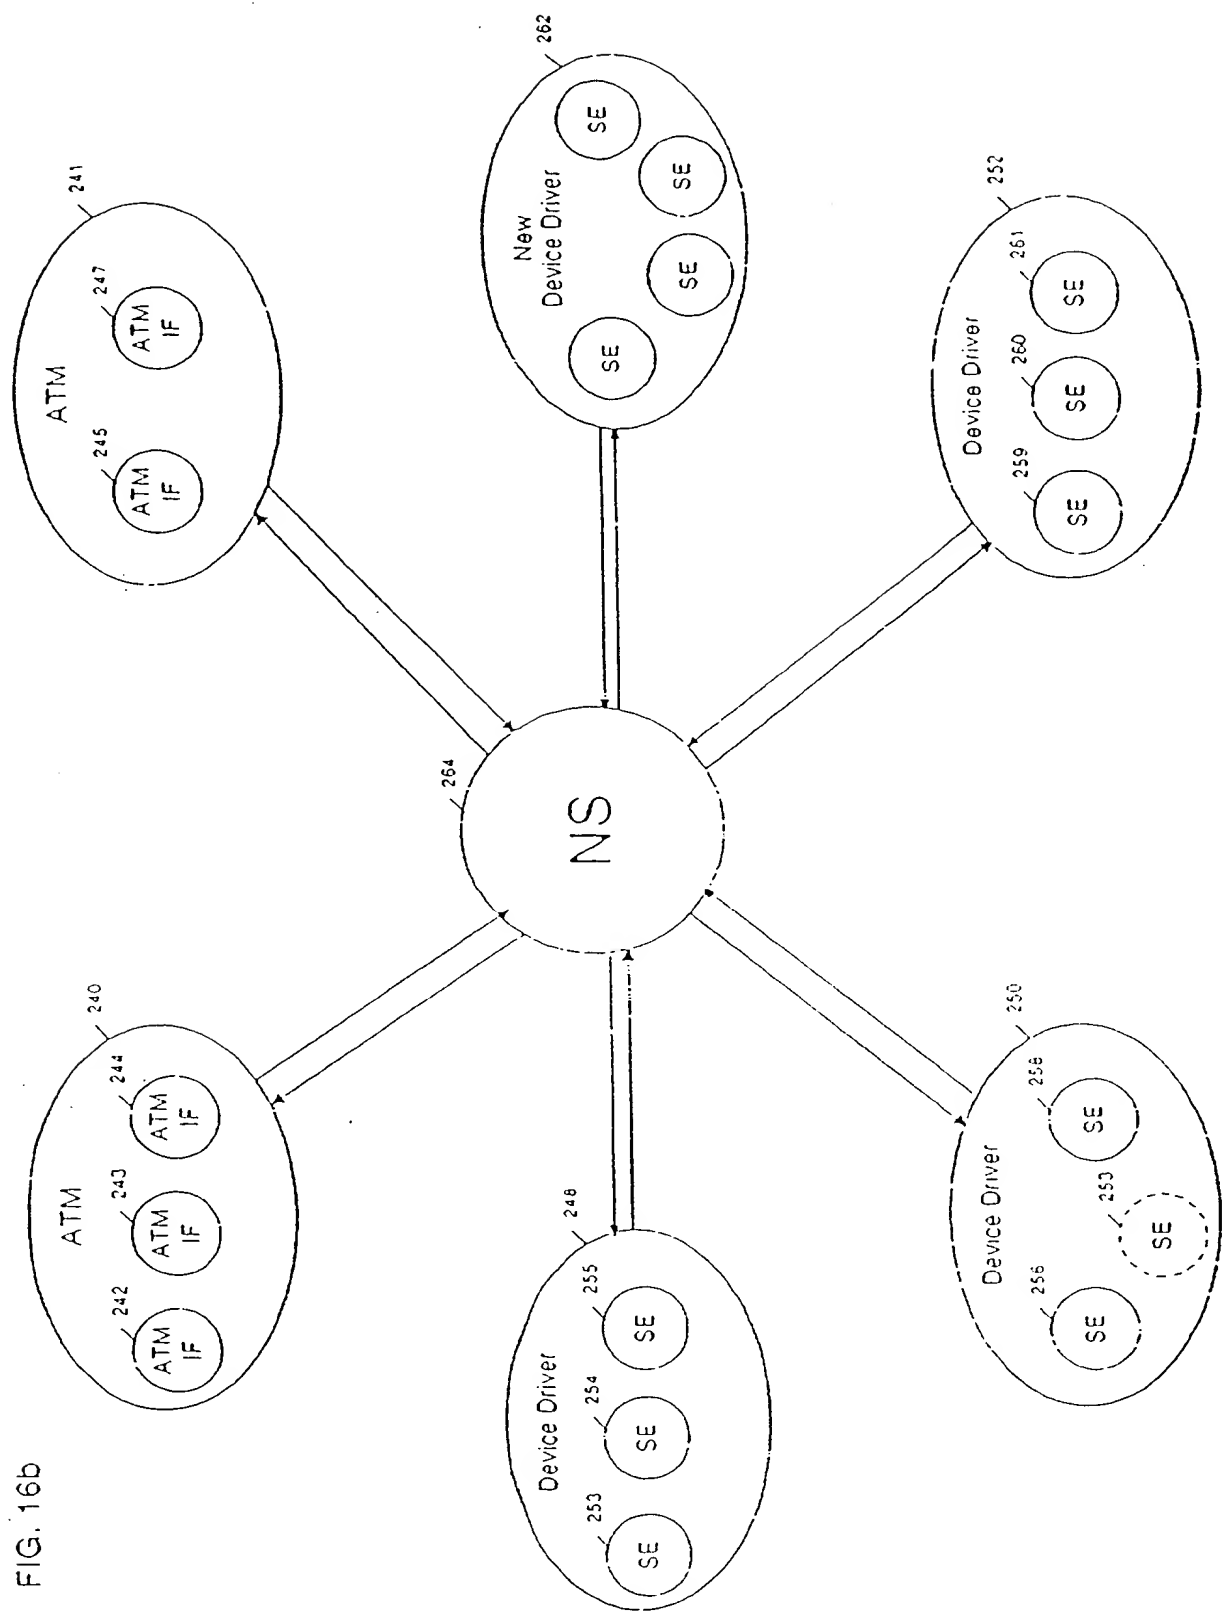 FIG. 16b
240
ATM
242
ATM
IF
243
ATM
IF
244
ATM
IF
241
ATM
245
ATM
IF
247
ATM
IF
248
Device Driver
253
SE
254
SE
255
SE
264
NS
262
New
Device Driver
SE
SE
SE
SE
250
Device Driver
256
SE
253
SE
258
SE
252
Device Driver
259
SE
260
SE
261
SE